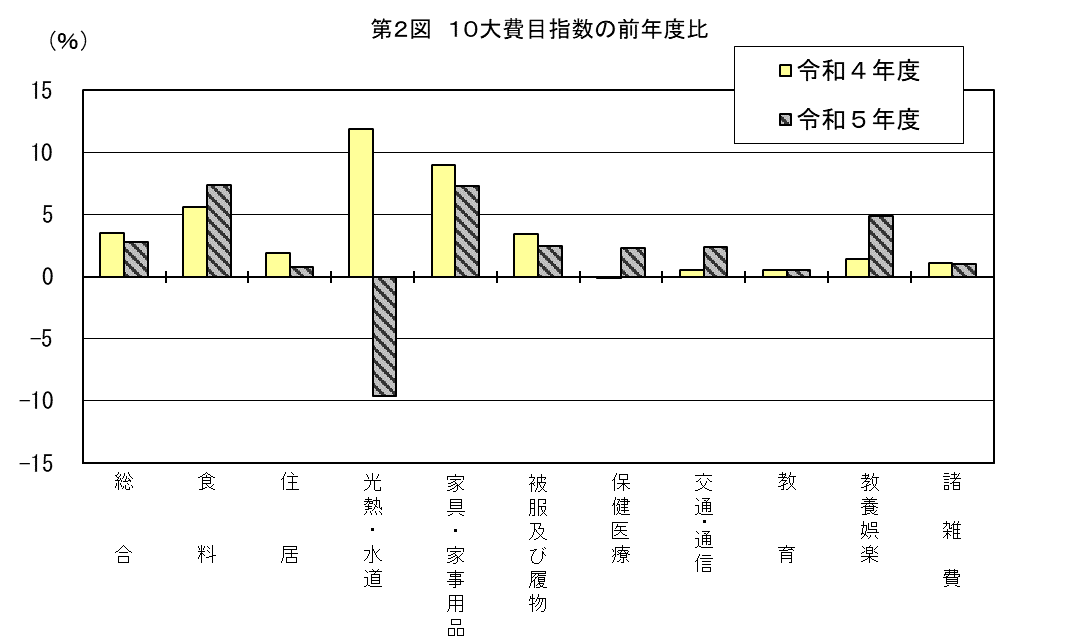 第2図　10大費目指数の前年度比
（％）
令和４年度
令和５年度
15
10
5
0
−5
−10
−15
総合
食料
住居
光熱・水道
家具・家事用品
被服及び履物
保健医療
交通・通信
教育
教養娯楽
諸雑費